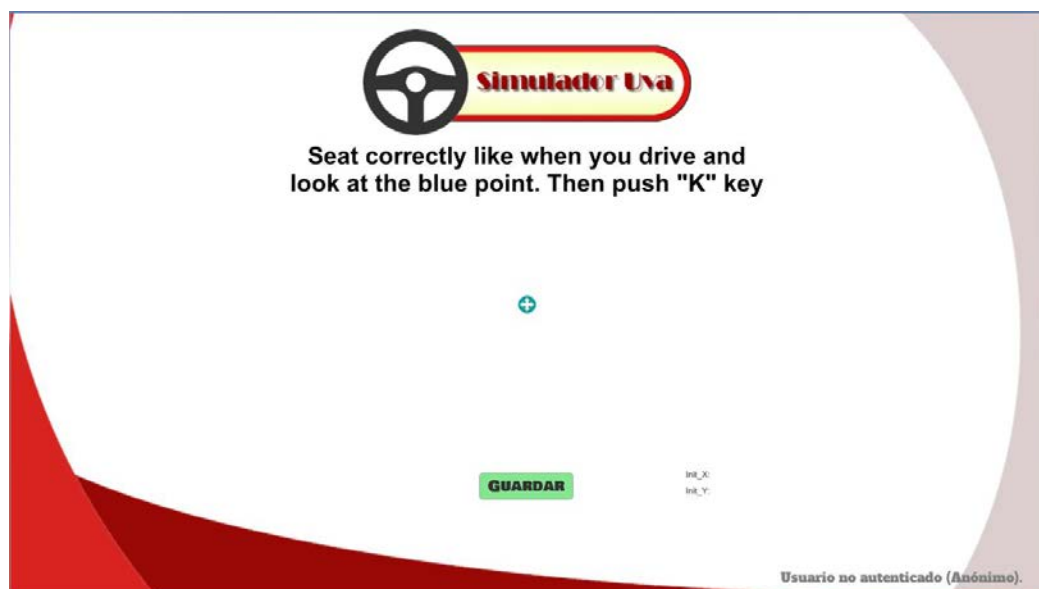 Simulador Uva
Seat correctly like when you drive and
look at the blue point. Then push "K" key
GUARDAR
Init_X:
Init_Y:
Usuario no autenticado (Anónimo).